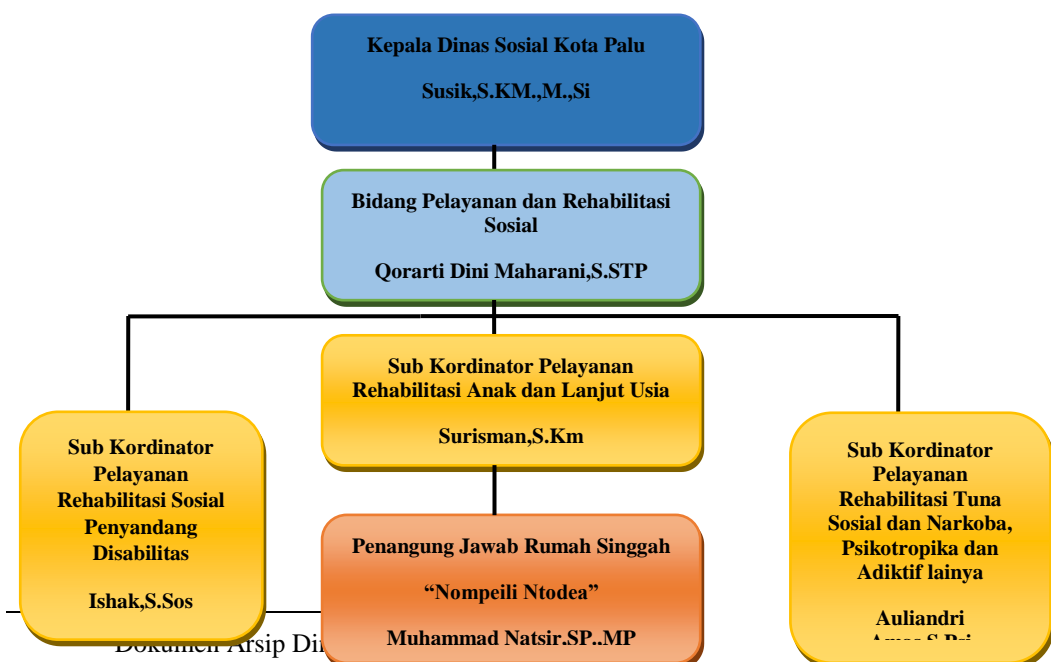 Kepala Dinas Sosial Kota Palu
Susik,S.KM.,M.,Si
Bidang Pelayanan dan Rehabilitasi
Sosial
Qorarti Dini Maharani,S.STP
Sub Kordinator Pelayanan
Rehabilitasi Anak dan Lanjut Usia
Surisman,S.Km
Sub Kordinator
Pelayanan
Rehabilitasi Sosial
Penyandang
Disabilitas
Ishak,S.Sos
Penangung Jawab Rumah Singgah
“Nompeili Ntodea”
Muhammad Natsir.SP..MP
Sub Kordinator
Pelayanan
Rehabilitasi Tuna
Sosial dan Narkoba,
Psikotropika dan
Adiktif lainya
Auliandri
Dokumen Arsip